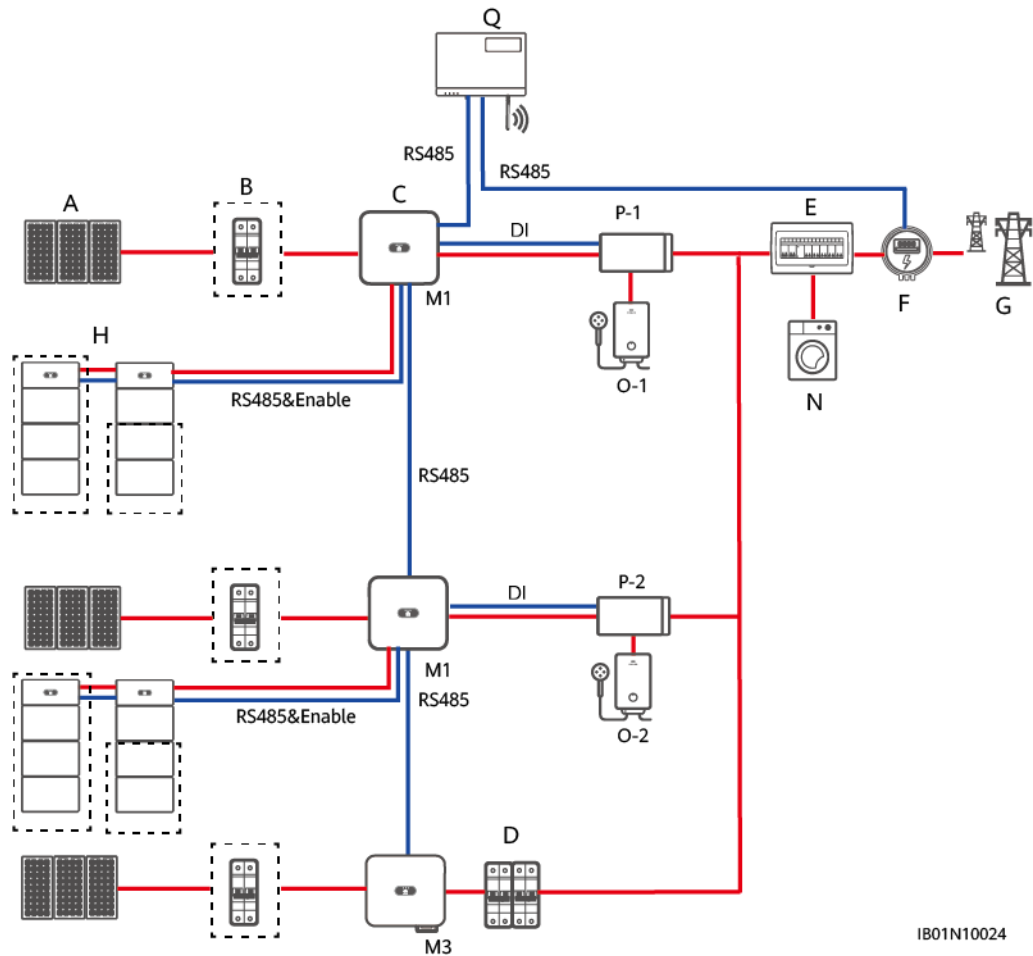 Q
RS485
RS485
A
B
C
DI
P-1
E
M1
F
G
H
O-1
N
RS485&Enable
RS485
P-2
DI
M1
RS485
RS485&Enable
O-2
D
M3
IB01N10024